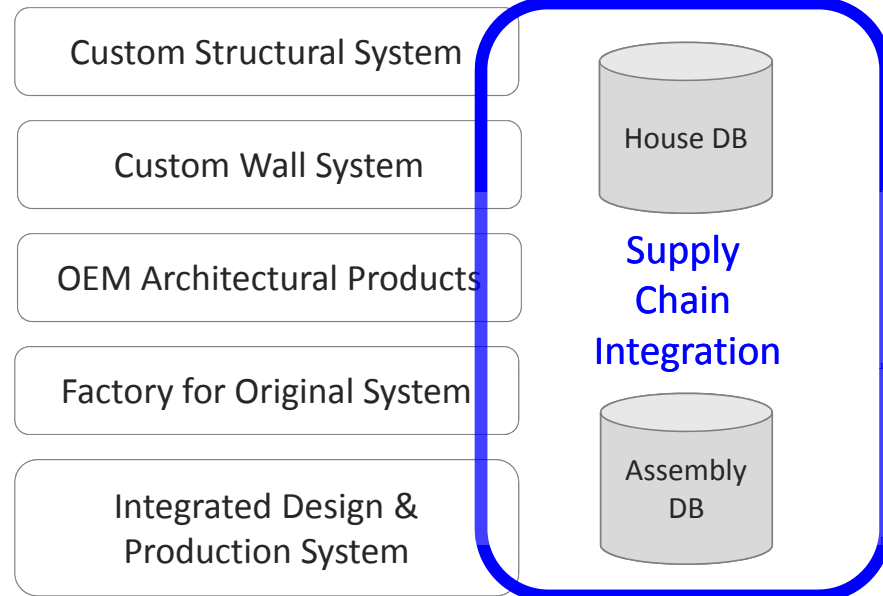 Custom Structural System
Custom Wall System
OEM Architectural Products
Factory for Original System
Integrated Design &
Production System
House DB
Supply
Chain
Integration
Assembly
DB